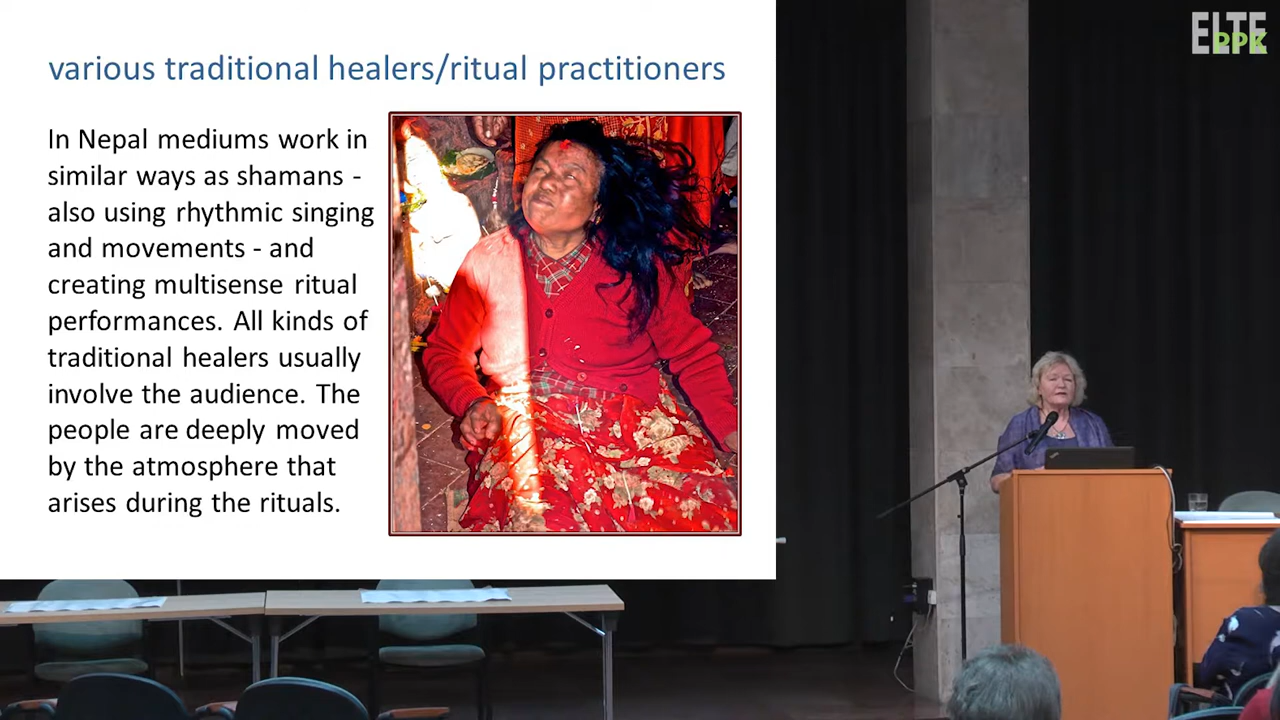 various traditional healers/ritual practitioners
In Nepal mediums work in
similar ways as shamans -
also using rhythmic singing
and movements - and
creating multisense ritual
performances. All kinds of
traditional healers usually
involve the audience. The
people are deeply moved
by the atmosphere that
arises during the rituals.
ELTE
PPK